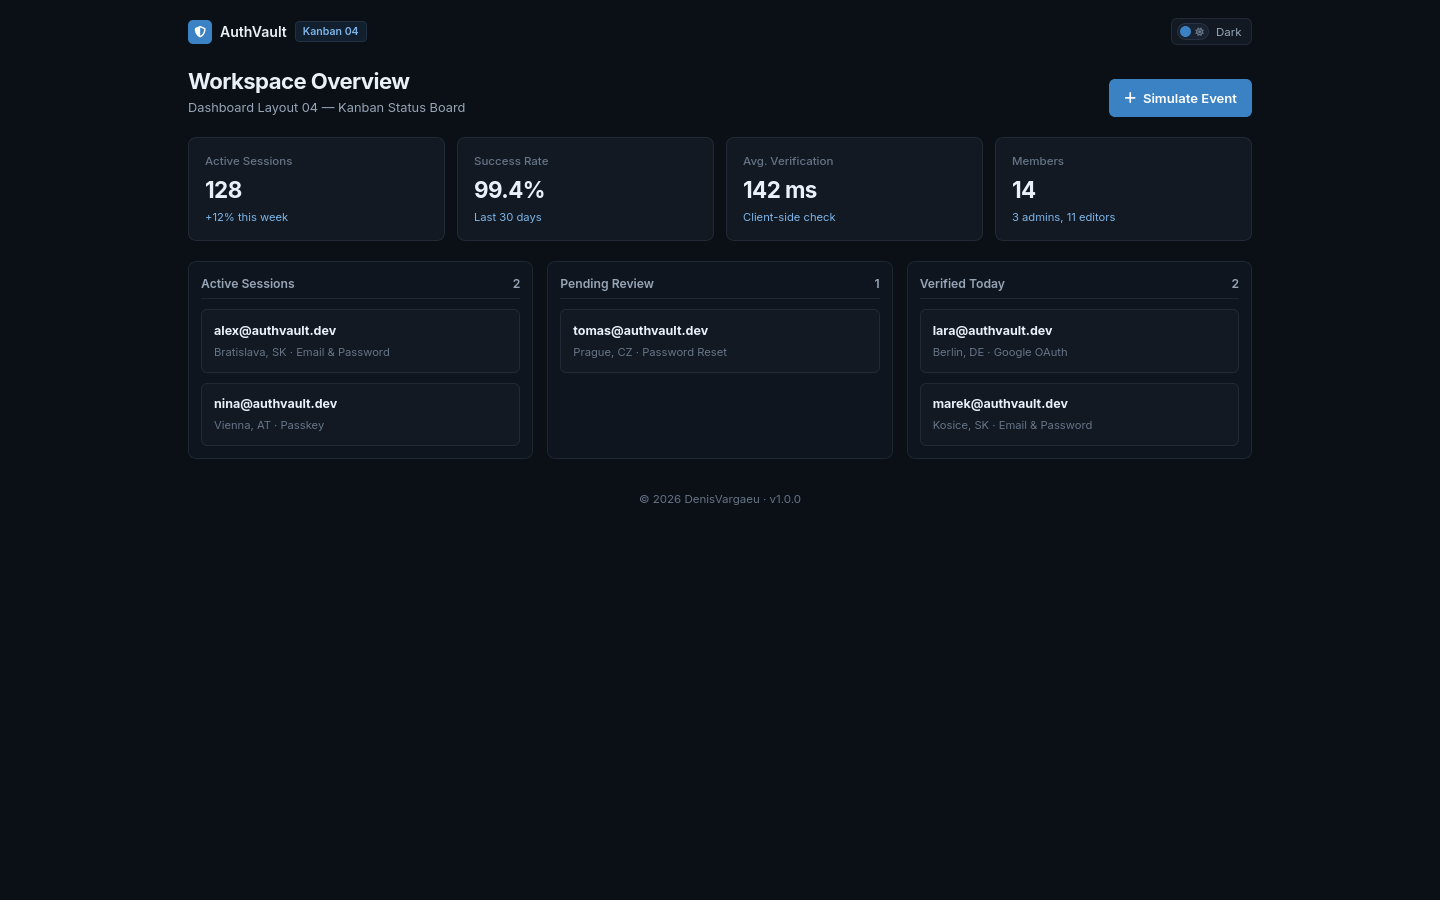 AuthVault
Kanban 04
Dark
Workspace Overview
Dashboard Layout 04 — Kanban Status Board
Simulate Event
Active Sessions
128
+12% this week
Success Rate
99.4%
Last 30 days
Avg. Verification
142 ms
Client-side check
Members
14
3 admins, 11 editors
Active Sessions 2
alex@authvault.dev
Bratislava, SK · Email & Password
nina@authvault.dev
Vienna, AT · Passkey
Pending Review 1
tomas@authvault.dev
Prague, CZ · Password Reset
Verified Today 2
lara@authvault.dev
Berlin, DE · Google OAuth
marek@authvault.dev
Kosice, SK · Email & Password
© 2026 DenisVargaeu · v1.0.0